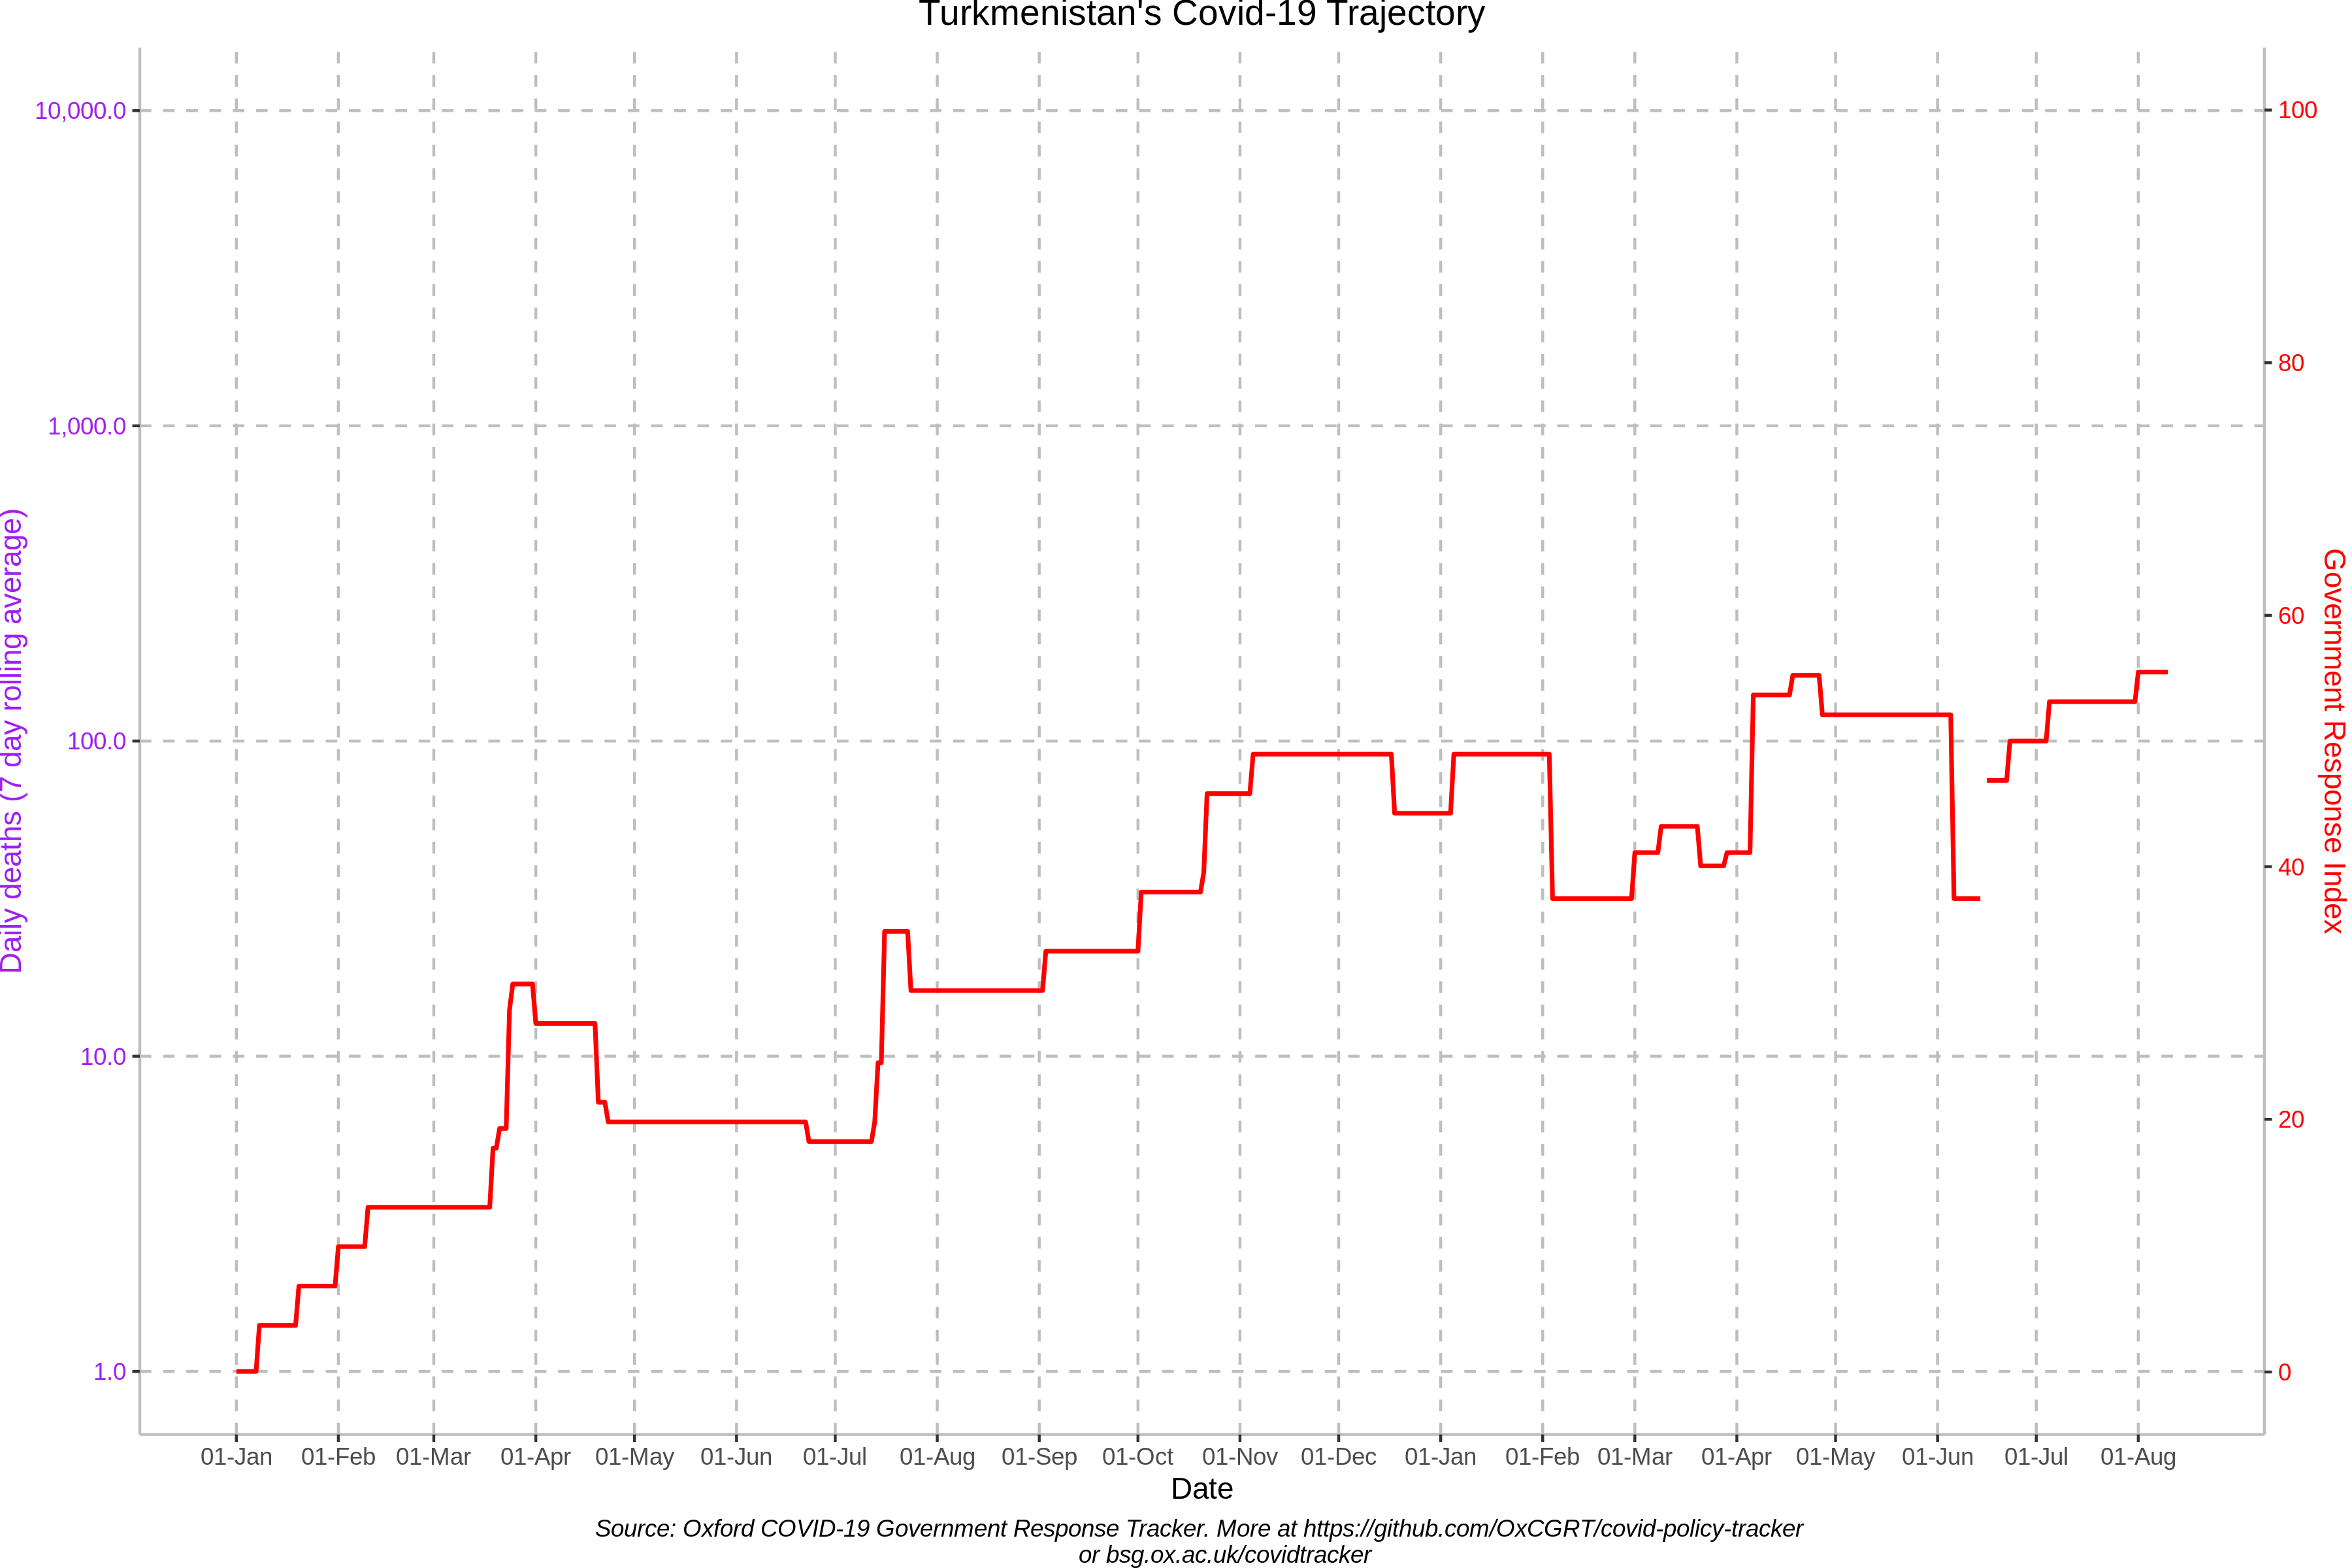 Turkmenistan's Covid-19 Trajectory
10,000.0
1,000.0
100.0
10.0
1.0
Daily deaths (7 day rolling average)
100
80
60
40
20
0
Government Response Index
01-Jan 01-Feb 01-Mar 01-Apr 01-May 01-Jun 01-Jul 01-Aug 01-Sep 01-Oct 01-Nov 01-Dec 01-Jan 01-Feb 01-Mar 01-Apr 01-May 01-Jun 01-Jul 01-Aug
Date
Source: Oxford COVID-19 Government Response Tracker. More at https://github.com/OxCGRT/covid-policy-tracker
or bsg.ox.ac.uk/covidtracker